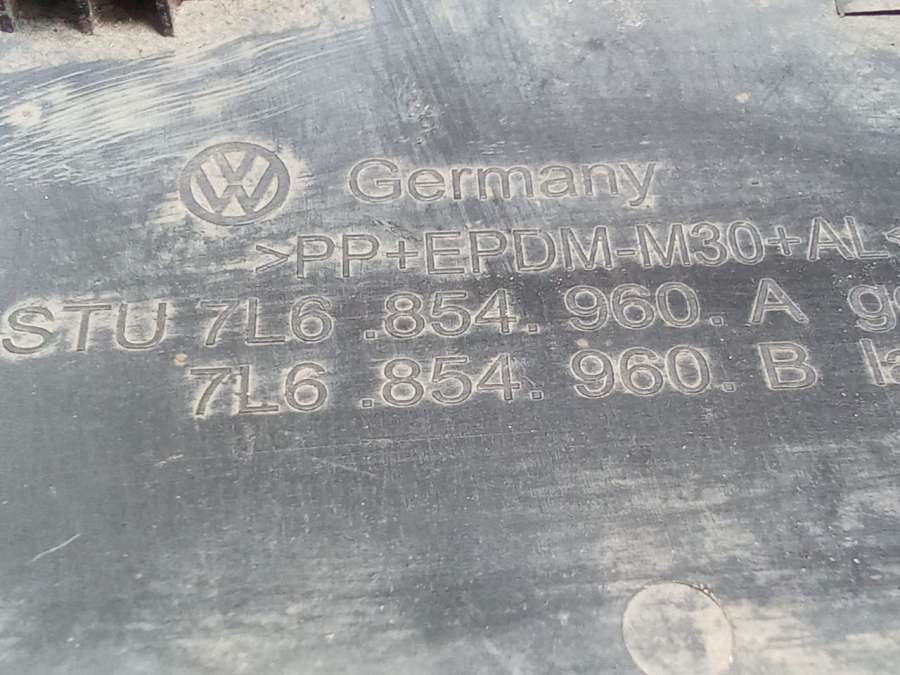 Germany
>PP+EPDM-M30+AL<
STU 7L6 .854. 960. A
7L6 .854. 960. B